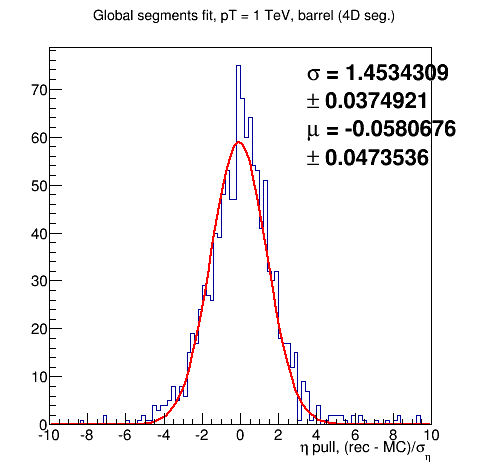 Global segments fit, pT = 1 TeV, barrel (4D seg.)
σ = 1.4534309
± 0.0374921
μ = -0.0580676
± 0.0473536
70
60
50
40
30
20
10
0
-10 -8 -6 -4 -2 0 2 4 6 8 10
η pull, (rec - MC)/ση